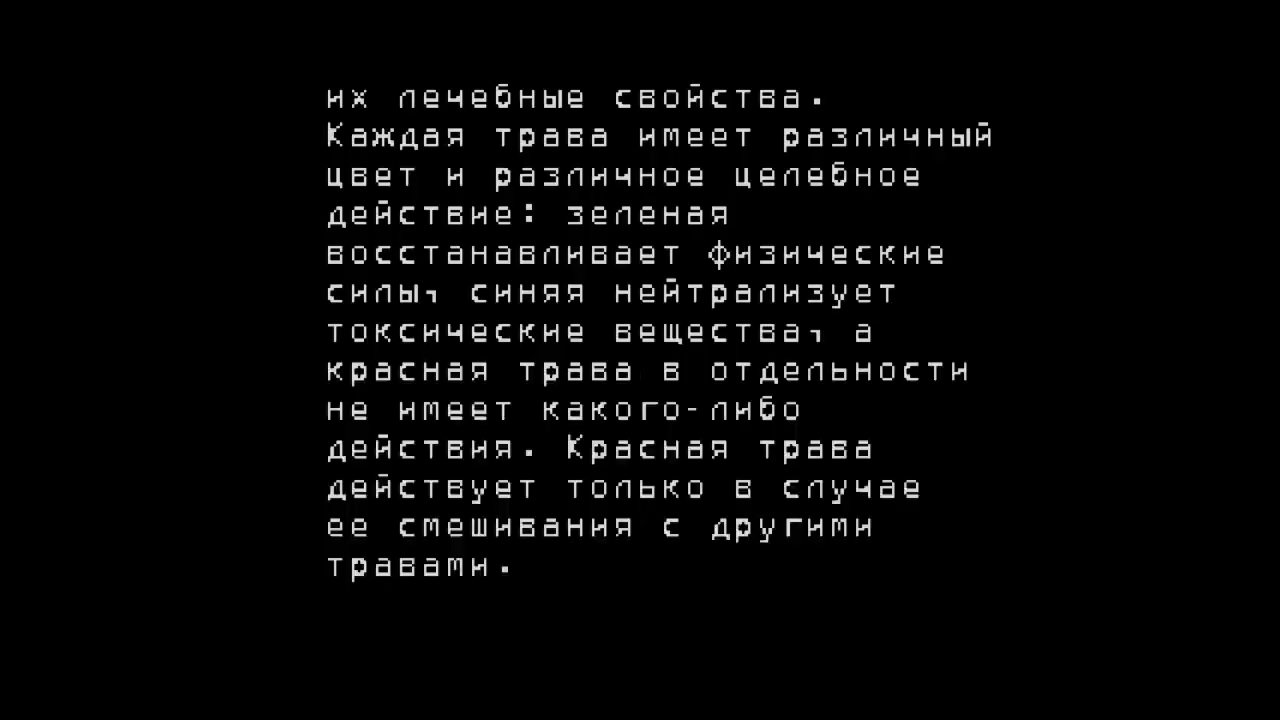 их лечебные свойства.
Каждая трава имеет различный
цвет и различное целебное
действие: зеленая
восстанавливает физические
силы, синяя нейтрализует
токсические вещества, а
красная трава в отдельности
не имеет какого-либо
действия. Красная трава
действует только в случае
ее смешивания с другими
травами.